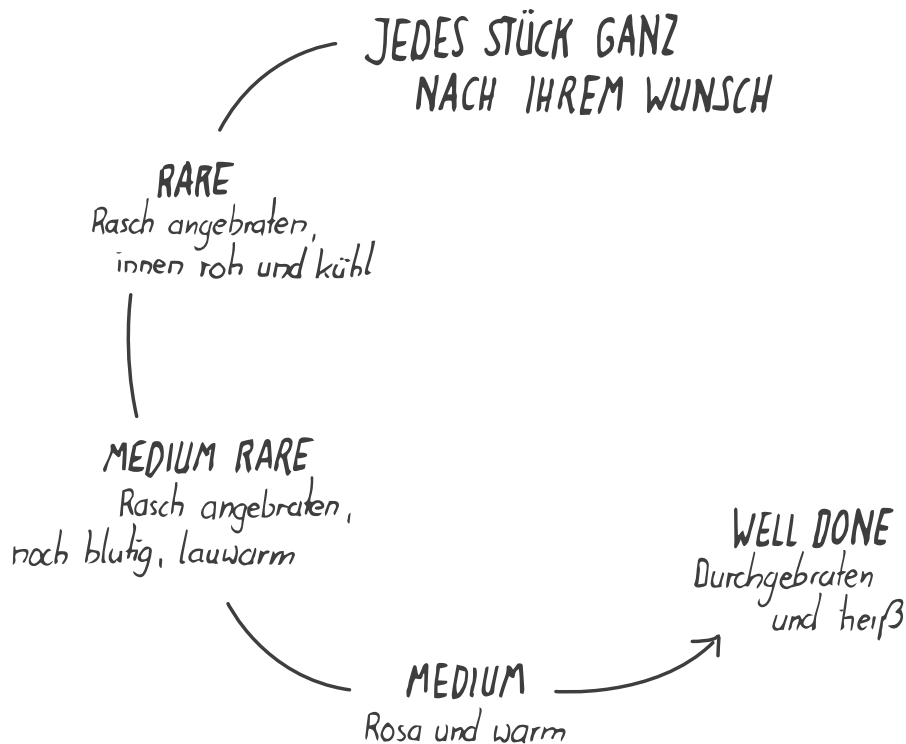 JEDES STÜCK GANZ
NACH IHREM WUNSCH
RARE
Rasch angebraten,
innen roh und kühl
MEDIUM RARE
Rasch angebraten,
noch blutig, lauwarm
MEDIUM
Rosa und warm
WELL DONE
Durchgebraten
und heiß